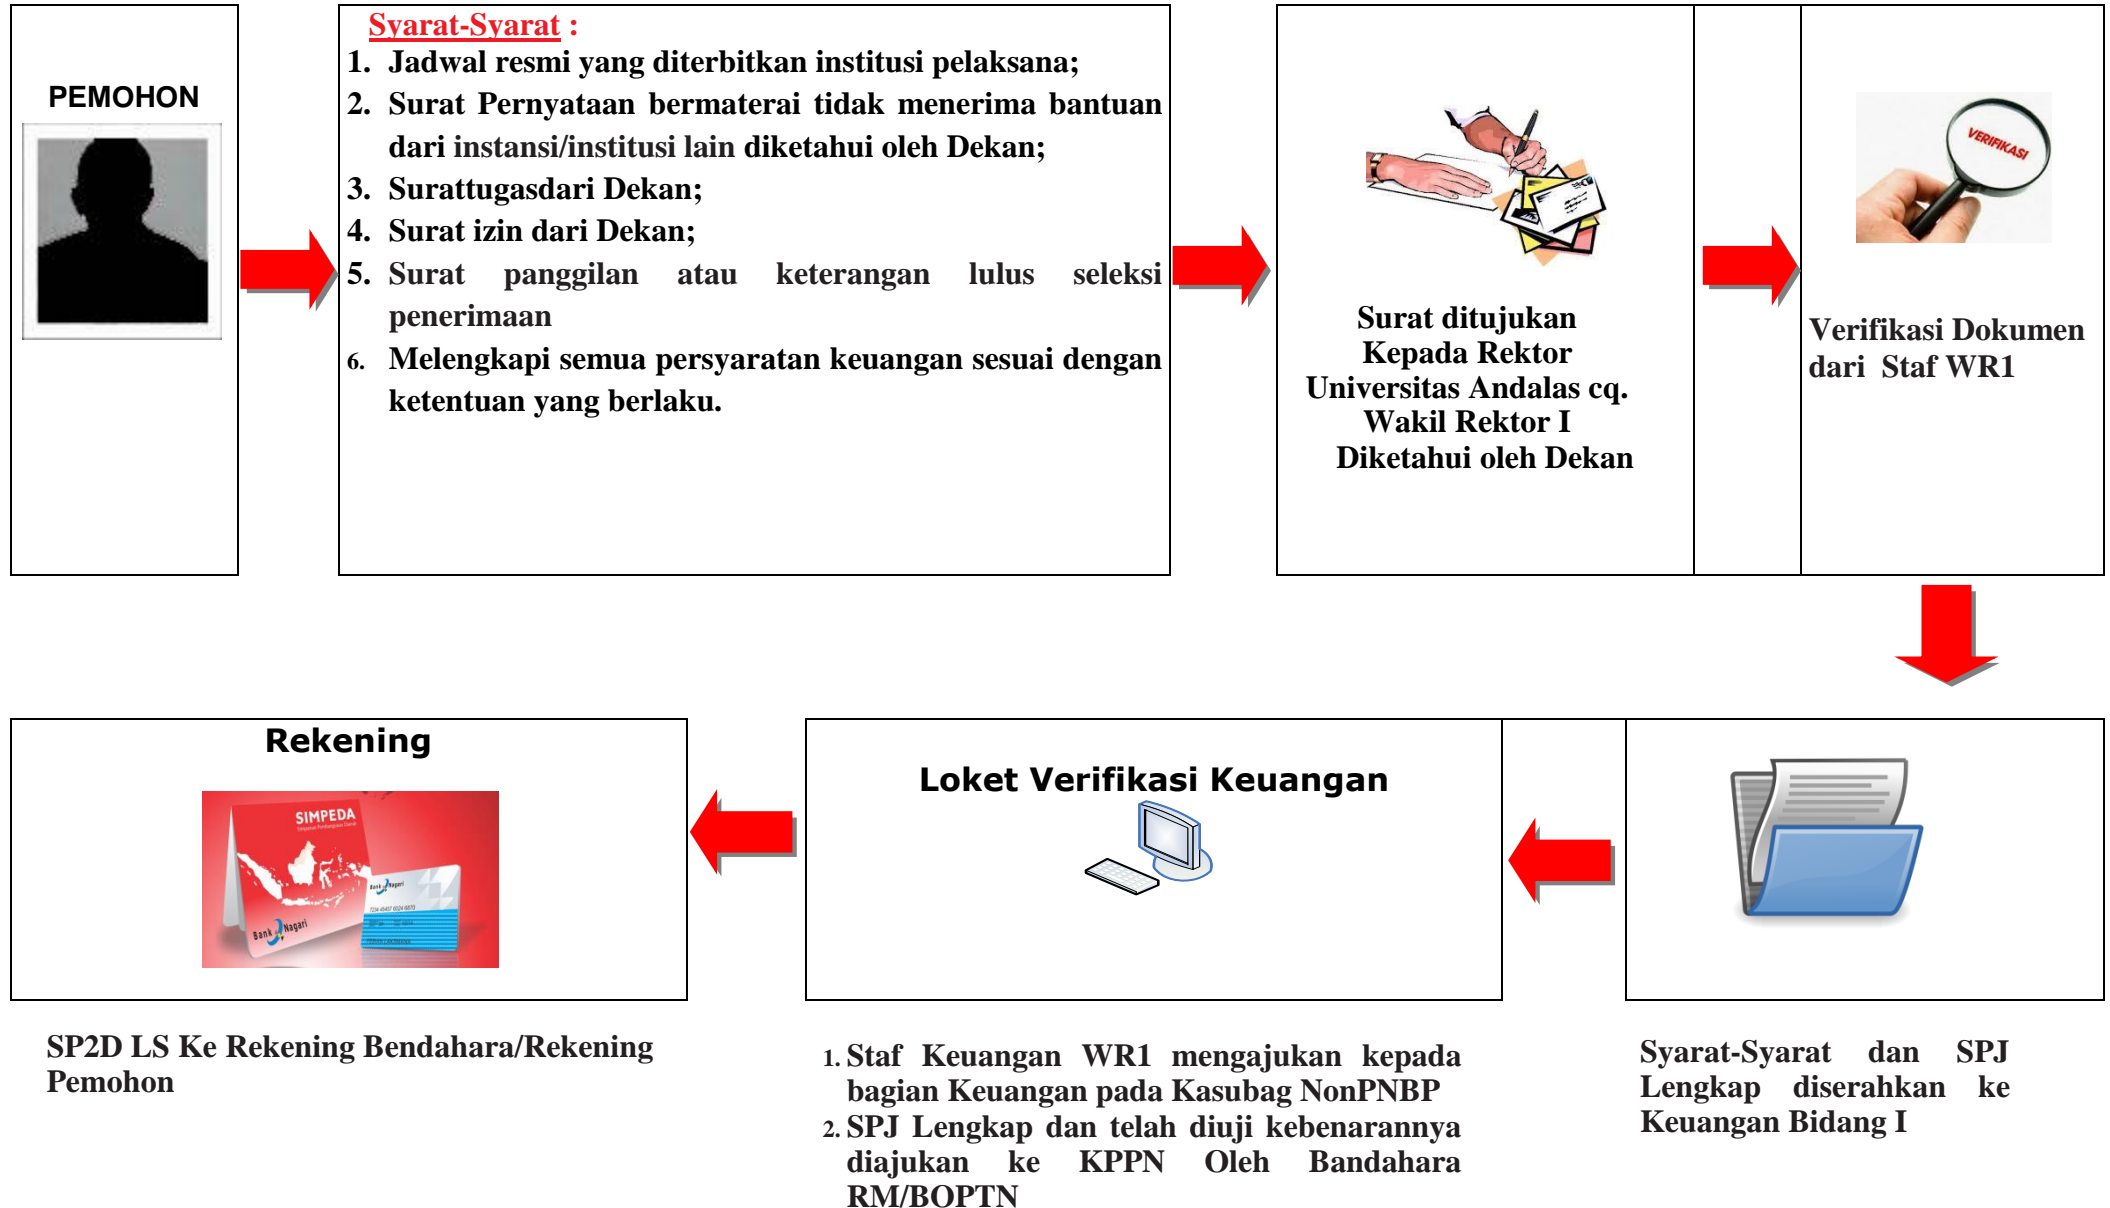 PEMOHON
Syarat-Syarat :
1. Jadwal resmi yang diterbitkan institusi pelaksana;
2. Surat Pernyataan bermaterai tidak menerima bantuan
dari instansi/institusi lain diketahui oleh Dekan;
3. Surattugasdari Dekan;
4. Surat izin dari Dekan;
5. Surat panggilan atau keterangan lulus seleksi
penerimaan
6. Melengkapi semua persyaratan keuangan sesuai dengan
ketentuan yang berlaku.
Surat ditujukan
Kepada Rektor
Universitas Andalas cq.
Wakil Rektor I
Diketahui oleh Dekan
VERIFIKASI
Verifikasi Dokumen
dari Staf WR1
Rekening
SIMPEDA
Bank Nagari
Bank Nagari
SP2D LS Ke Rekening Bendahara/Rekening
Pemohon
Loket Verifikasi Keuangan
1. Staf Keuangan WR1 mengajukan kepada
bagian Keuangan pada Kasubag NonPNBP
2. SPJ Lengkap dan telah diuji kebenarannya
diajukan ke KPPN Oleh Bandahara
RM/BOPTN
Syarat-Syarat dan SPJ
Lengkap diserahkan ke
Keuangan Bidang I